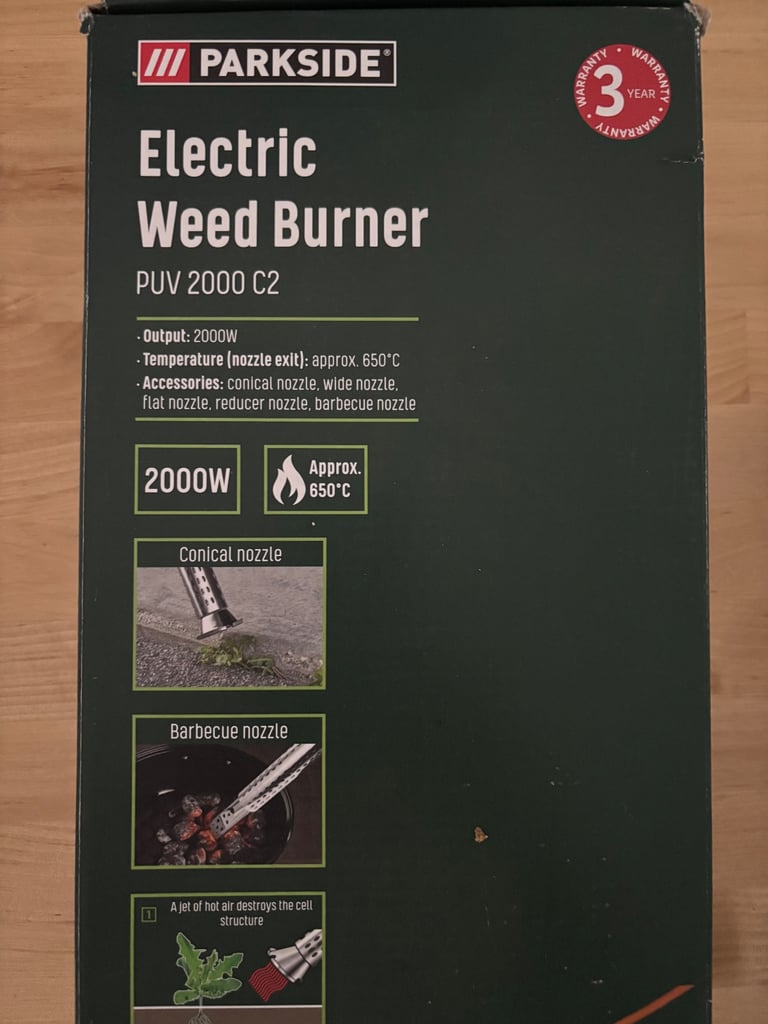 PARKSIDE®
WARRANTY • WARRANTY • WARRANTY • WARRANTY •
3 YEAR
Electric
Weed Burner
PUV 2000 C2
· Output: 2000W
· Temperature (nozzle exit): approx. 650°C
· Accessories: conical nozzle, wide nozzle,
flat nozzle, reducer nozzle, barbecue nozzle
2000W
Approx.
650°C
Conical nozzle
Barbecue nozzle
1
A jet of hot air destroys the cell
structure